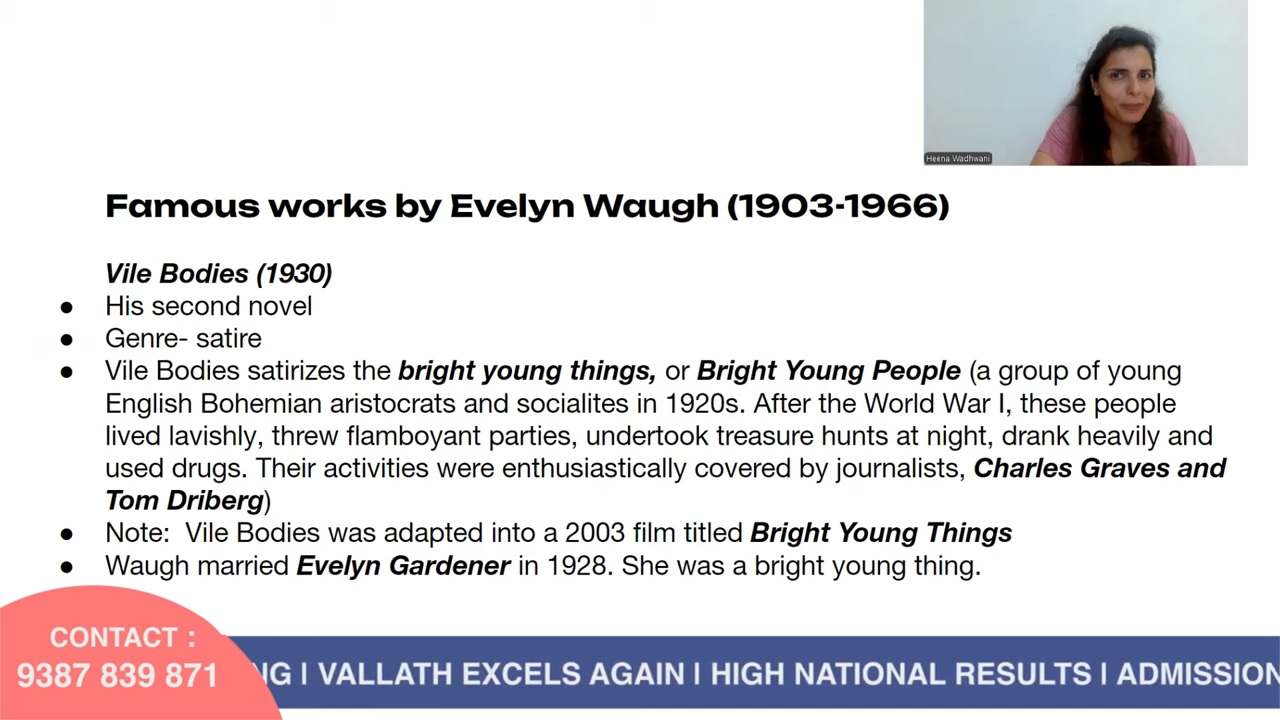 Heena Wadhwani
Famous works by Evelyn Waugh (1903-1966)
Vile Bodies (1930)
● His second novel
● Genre- satire
● Vile Bodies satirizes the bright young things, or Bright Young People (a group of young
English Bohemian aristocrats and socialites in 1920s. After the World War I, these people
lived lavishly, threw flamboyant parties, undertook treasure hunts at night, drank heavily and
used drugs. Their activities were enthusiastically covered by journalists, Charles Graves and
Tom Driberg)
● Note: Vile Bodies was adapted into a 2003 film titled Bright Young Things
● Waugh married Evelyn Gardener in 1928. She was a bright young thing.
CONTACT :
9387 839 871
NG I VALLATH EXCELS AGAIN I HIGH NATIONAL RESULTS I ADMISSION